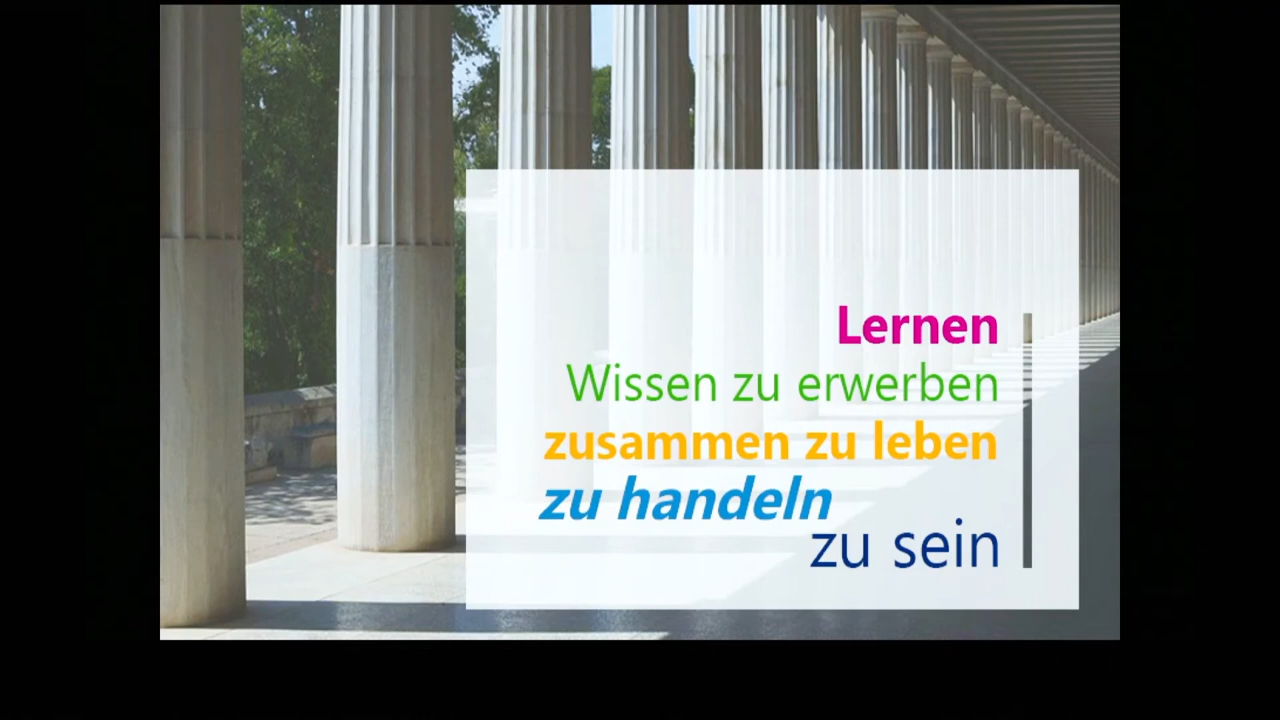 Lernen
Wissen zu erwerben
zusammen zu leben
zu handeln
zu sein